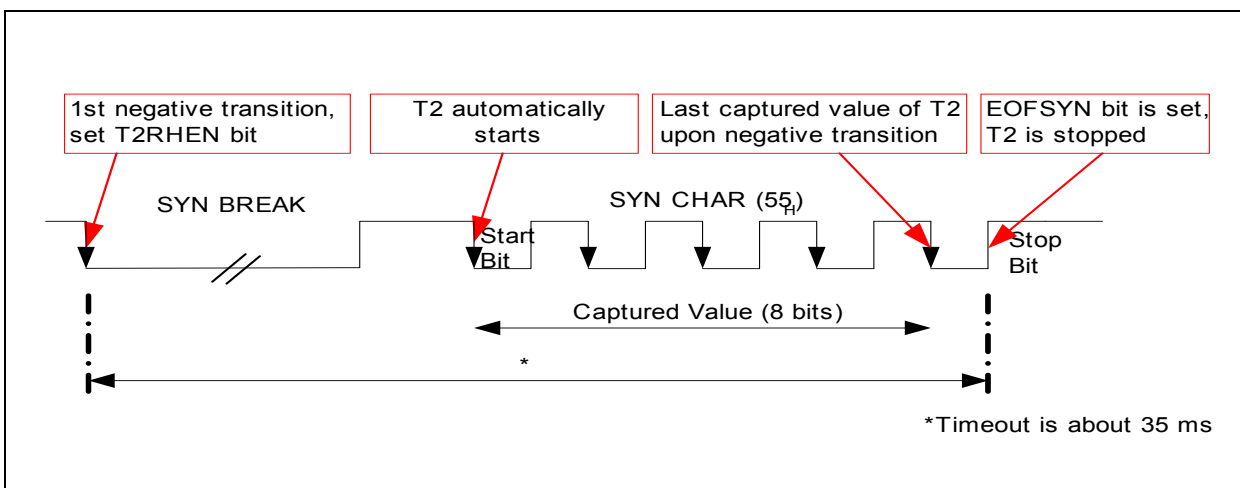 1st negative transition,
set T2RHEN bit
T2 automatically
starts
Last captured value of T2
upon negative transition
EOFSYN bit is set,
T2 is stopped
SYN BREAK
SYN CHAR (55H)
Start
Bit
Stop
Bit
Captured Value (8 bits)
*
*Timeout is about 35 ms